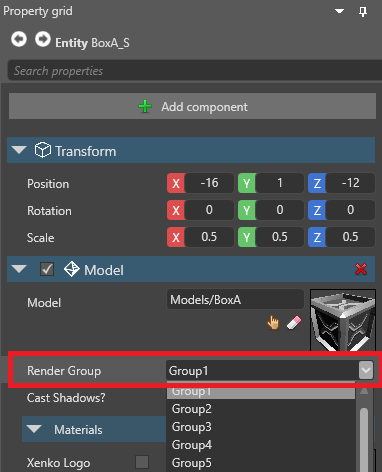 Property grid
Entity BoxA_S
Search properties
Add component
Transform
Position X -16 Y 1 Z -12
Rotation X 0 Y 0 Z 0
Scale X 0.5 Y 0.5 Z 0.5
Model
Model Models/BoxA
Render Group Group1
Group1
Cast Shadows?
Group2
Group3
Materials
Group4
Xenko Logo Group5